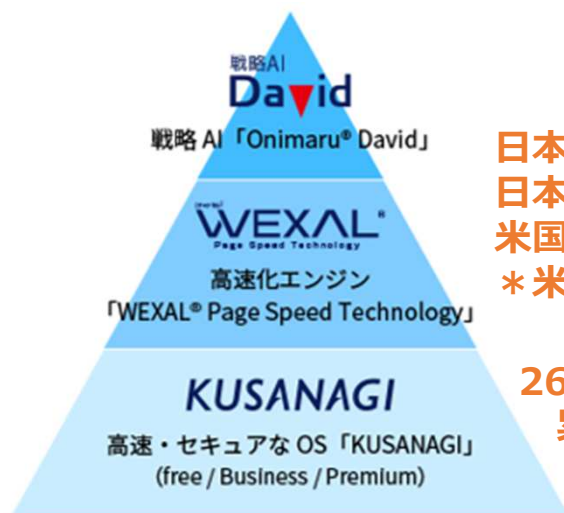 戦略AI
David
戦略 AI「Onimaru® David」
WEXAL®
Page Speed Technology
高速化エンジン
「WEXAL® Page Speed Technology」
KUSANAGI
高速・セキュアな OS「KUSANAGI」
(free / Business / Premium)
日本
日本
米国
＊米
26